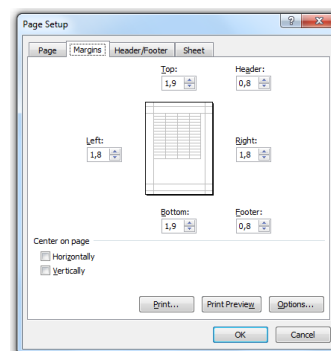 Page Setup
Page Margins Header/Footer Sheet
Top: Header:
1,9 0,8
Left: Right:
1,8 1,8
Bottom: Footer:
1,9 0,8
Center on page
Horizontally
Vertically
Print... Print Preview Options...
OK Cancel